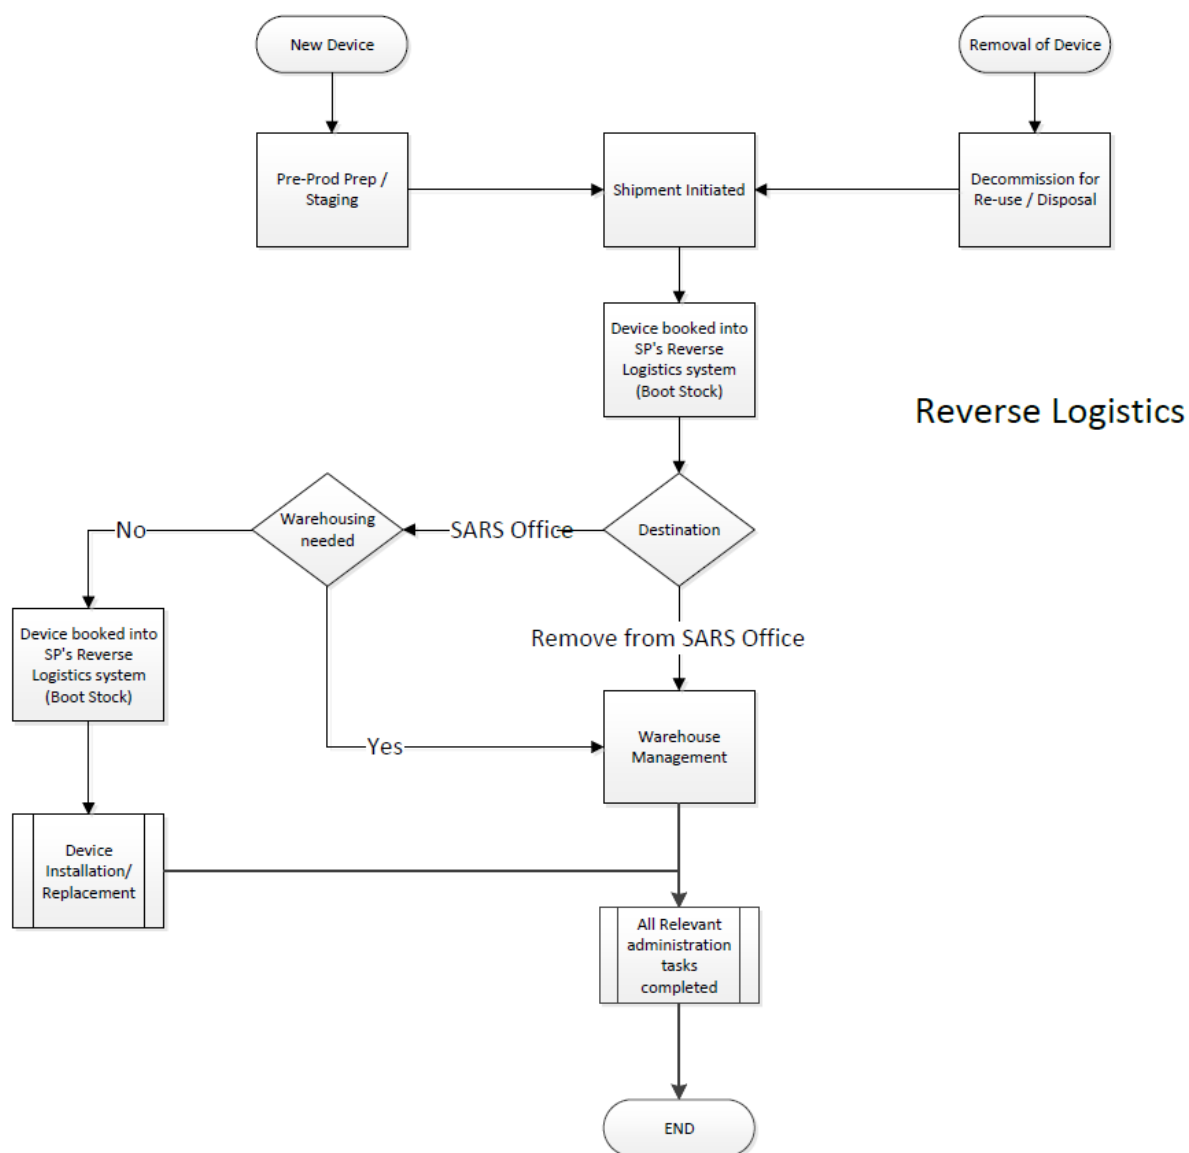 New Device
Removal of Device
Pre-Prod Prep /
Staging
Shipment Initiated
Decommission for
Re-use / Disposal
Device booked into
SP's Reverse
Logistics system
(Boot Stock)
Reverse Logistics
No
Warehousing
needed
SARS Office
Destination
Device booked into
SP's Reverse
Logistics system
(Boot Stock)
Remove from SARS Office
Yes
Warehouse
Management
Device
Installation/
Replacement
All Relevant
administration
tasks
completed
END